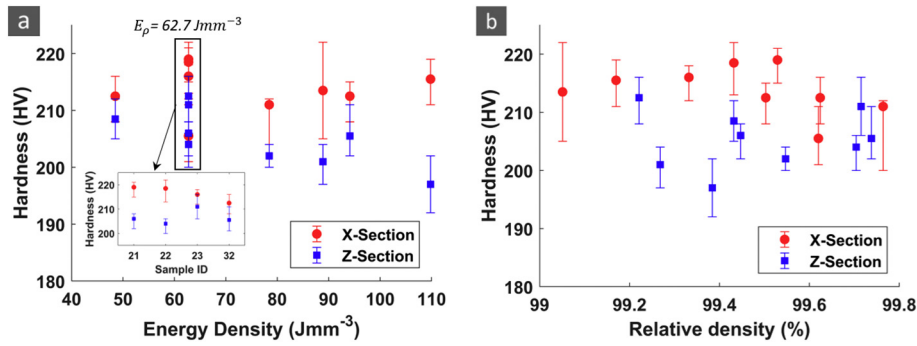 a
Eρ = 62.7 Jmm⁻³
Hardness (HV)
220
210
200
190
180
40 50 60 70 80 90 100 110
Energy Density (Jmm⁻³)
X-Section
Z-Section
Hardness (HV)
220
210
200
21 22 23 32
Sample ID
b
Hardness (HV)
220
210
200
190
180
99 99.2 99.4 99.6 99.8
Relative density (%)
X-Section
Z-Section